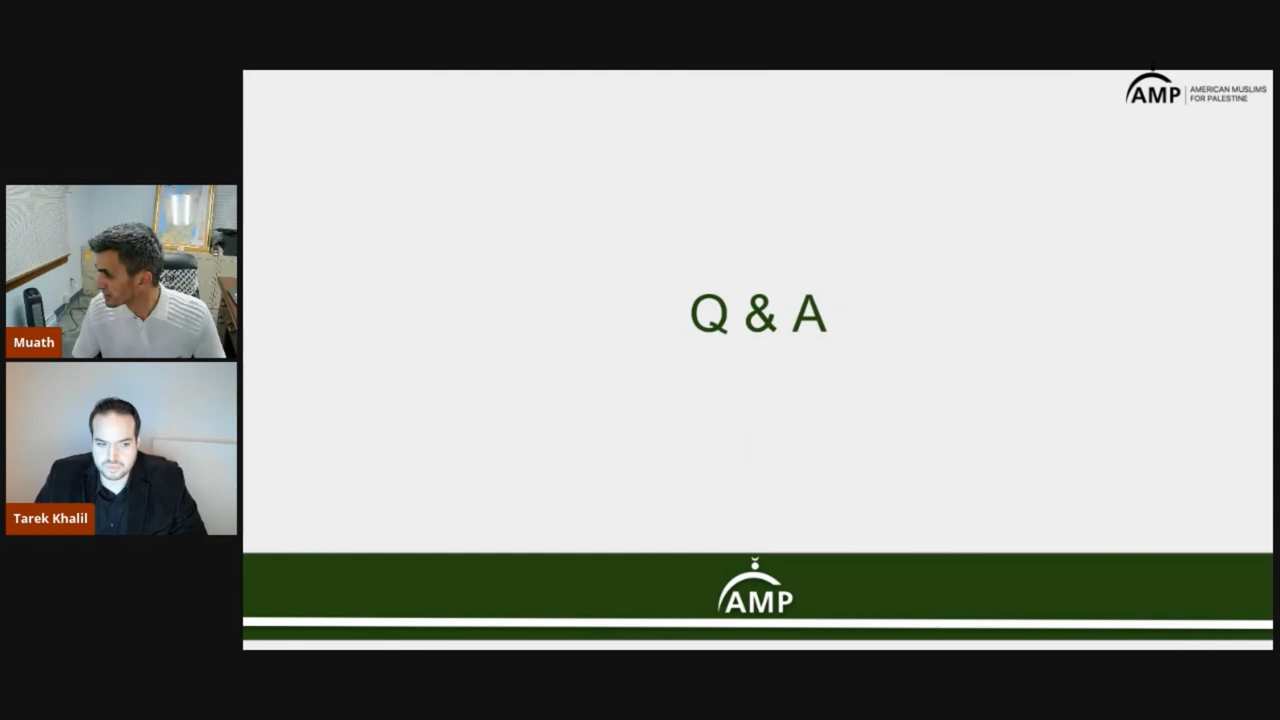 AMP
AMERICAN MUSLIMS
FOR PALESTINE
Q & A
Muath
Tarek Khalil
AMP